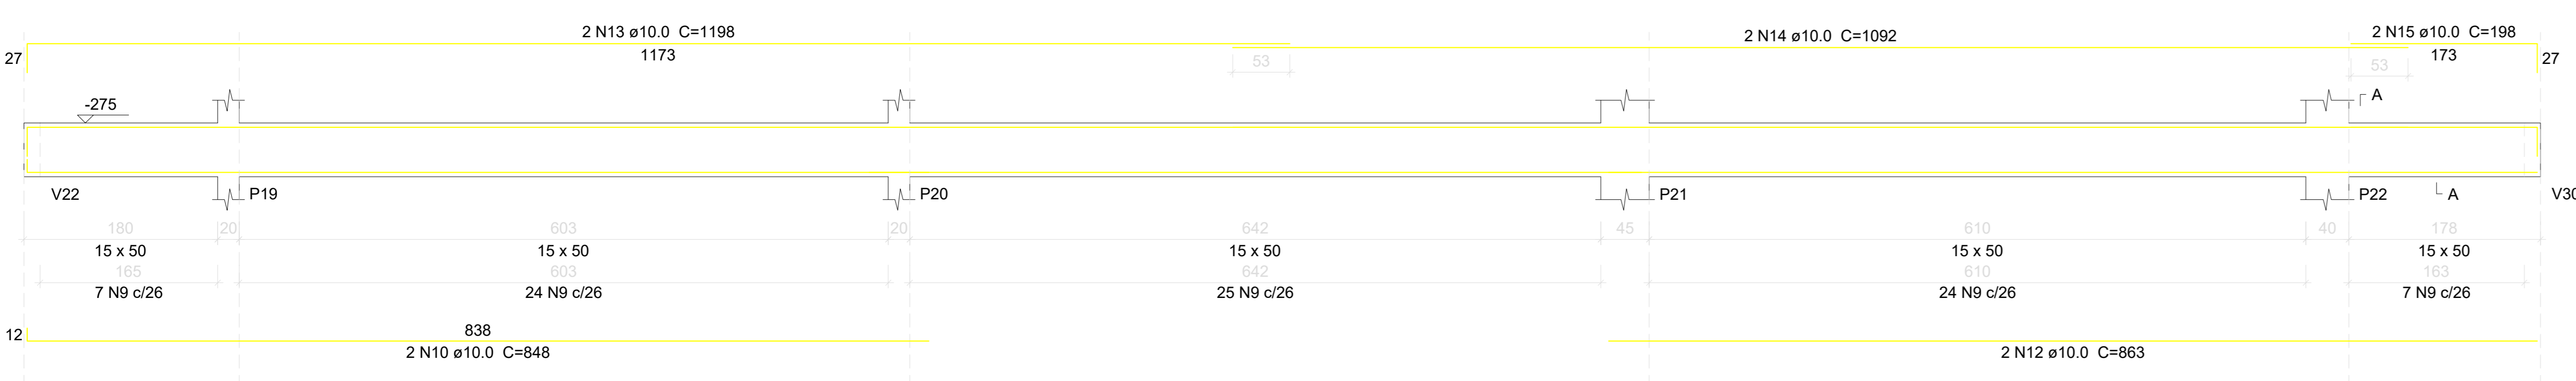 2 N13 ø10.0 C=1198
2 N14 ø10.0 C=1092
2 N15 ø10.0 C=198
27
1173
53
53
173
27
-275
A
V22
P19
P20
P21
P22
A
V30
180
20
603
20
642
45
610
40
178
15 x 50
15 x 50
15 x 50
15 x 50
15 x 50
165
603
642
610
163
7 N9 c/26
24 N9 c/26
25 N9 c/26
24 N9 c/26
7 N9 c/26
12
838
2 N10 ø10.0 C=848
2 N12 ø10.0 C=863